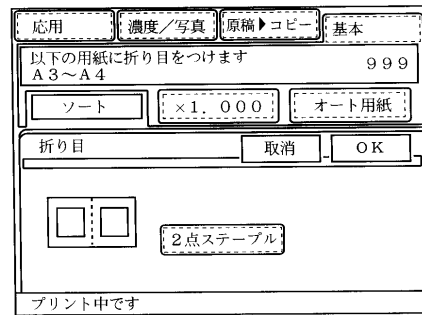 応用 濃度／写真 原稿▶コピー 基本
以下の用紙に折り目をつけます 999
A3～A4
ソート ×1.000 オート用紙
折り目 取消 OK
2点ステープル
プリント中です